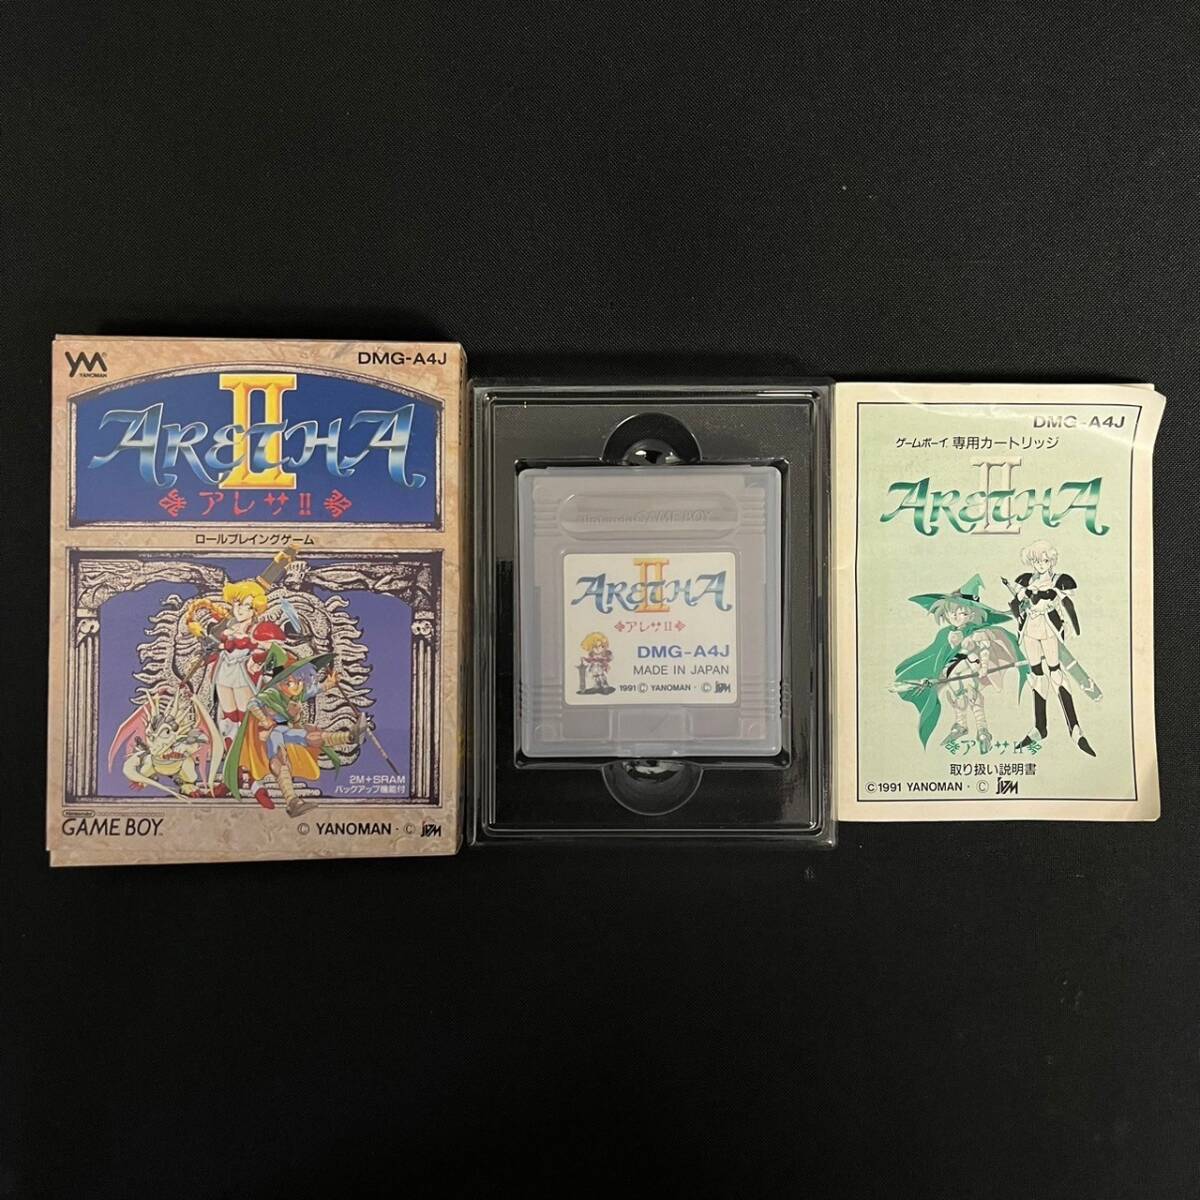 YM
YANOMAN
DMG-A4J
ARETHA II
アレサII
ロールプレイングゲーム
2M+SRAM
バックアップ機能付
Nintendo
GAME BOY
© YANOMAN・©
Nintendo GAME BOY
ARETHA II
アレサII
DMG-A4J
MADE IN JAPAN
1991 © YANOMAN・©
DMG-A4J
ゲームボーイ専用カートリッジ
ARETHA II
アレサII
取り扱い説明書
©1991 YANOMAN・©